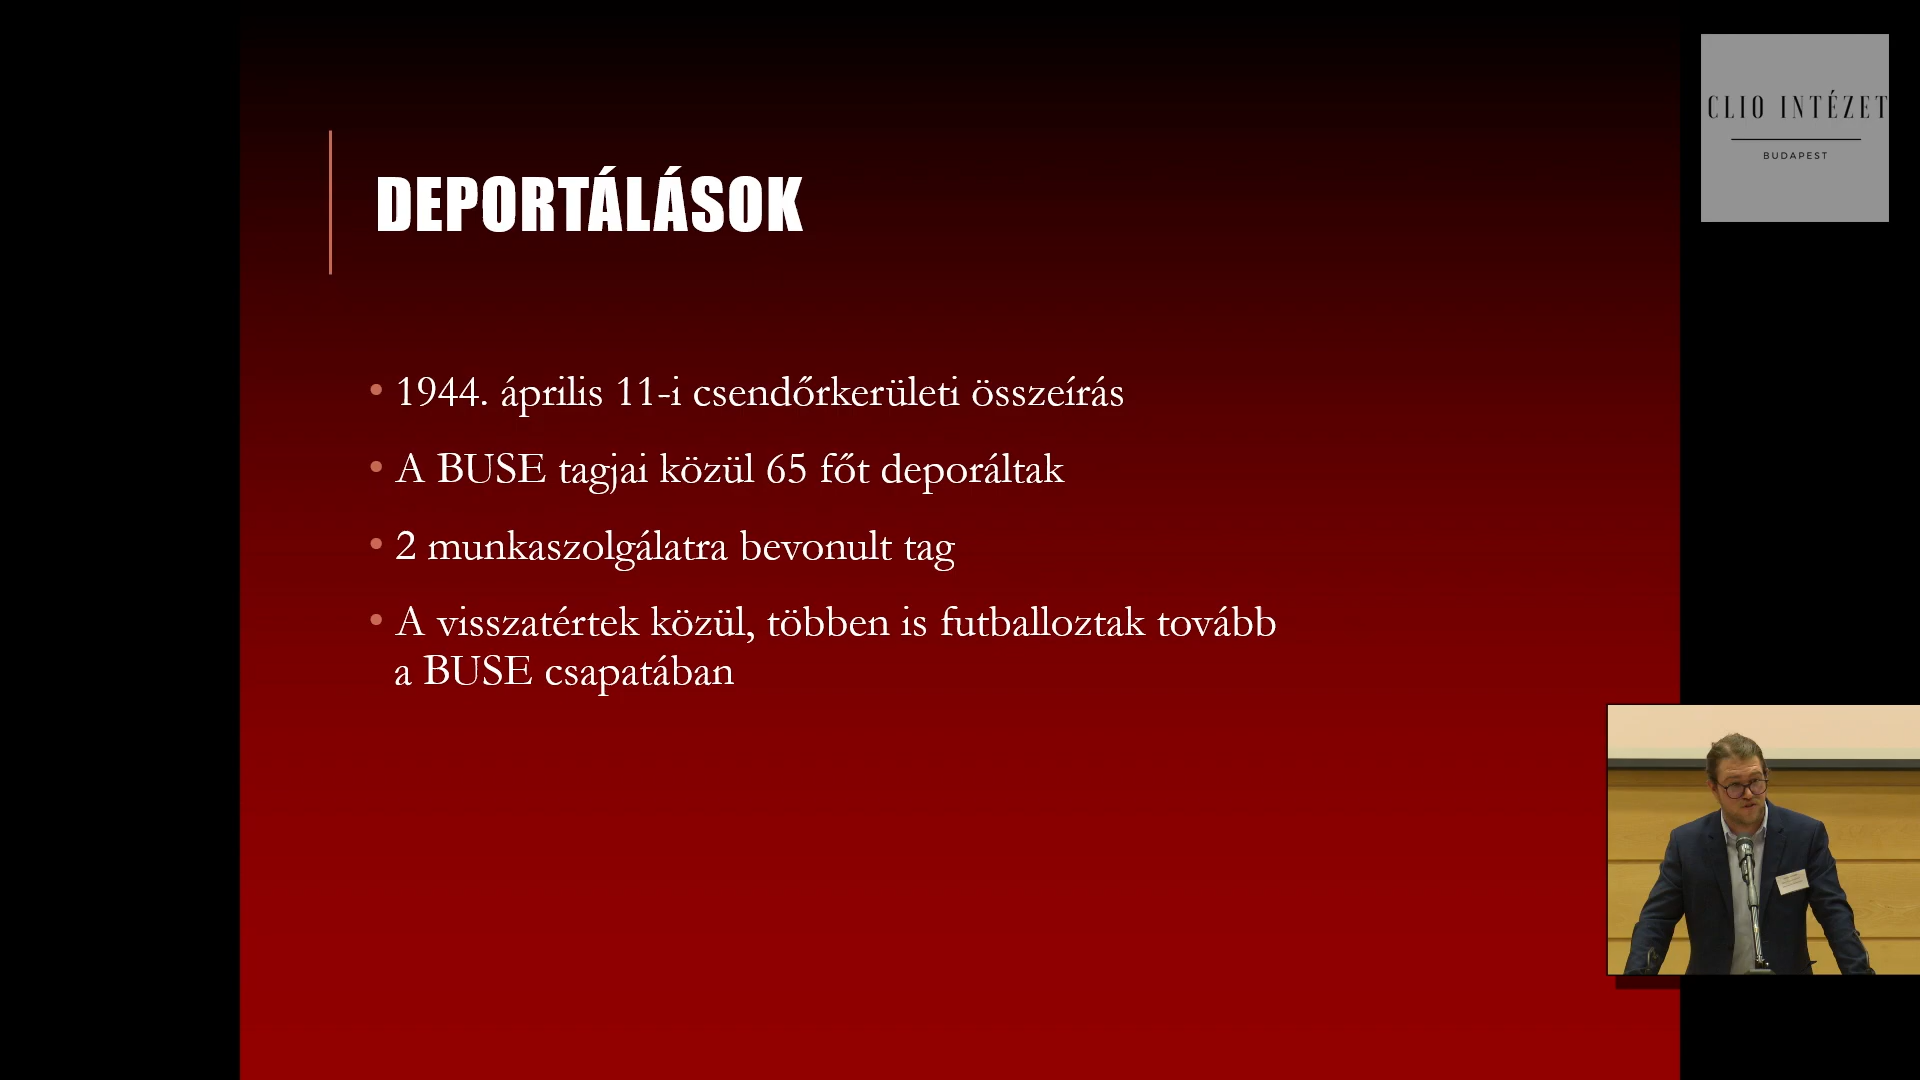 CLIO INTÉZET
BUDAPEST
DEPORTÁLÁSOK
• 1944. április 11-i csendőrkerületi összeírás
• A BUSE tagjai közül 65 főt deporáltak
• 2 munkaszolgálatra bevonult tag
• A visszatértek közül, többen is futballoztak tovább
a BUSE csapatában